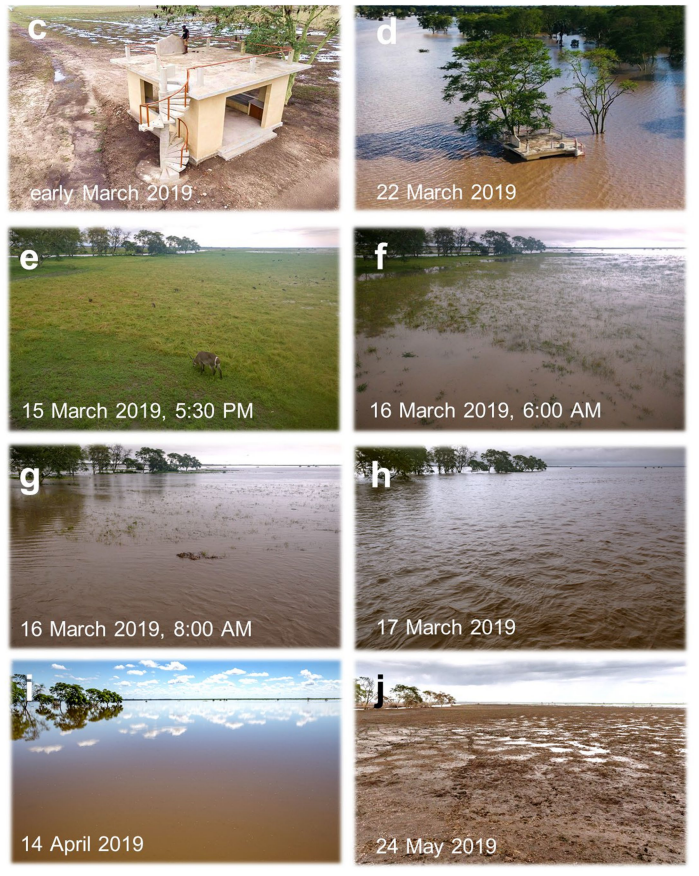 c
early March 2019
d
22 March 2019
e
15 March 2019, 5:30 PM
f
16 March 2019, 6:00 AM
g
16 March 2019, 8:00 AM
h
17 March 2019
i
14 April 2019
j
24 May 2019